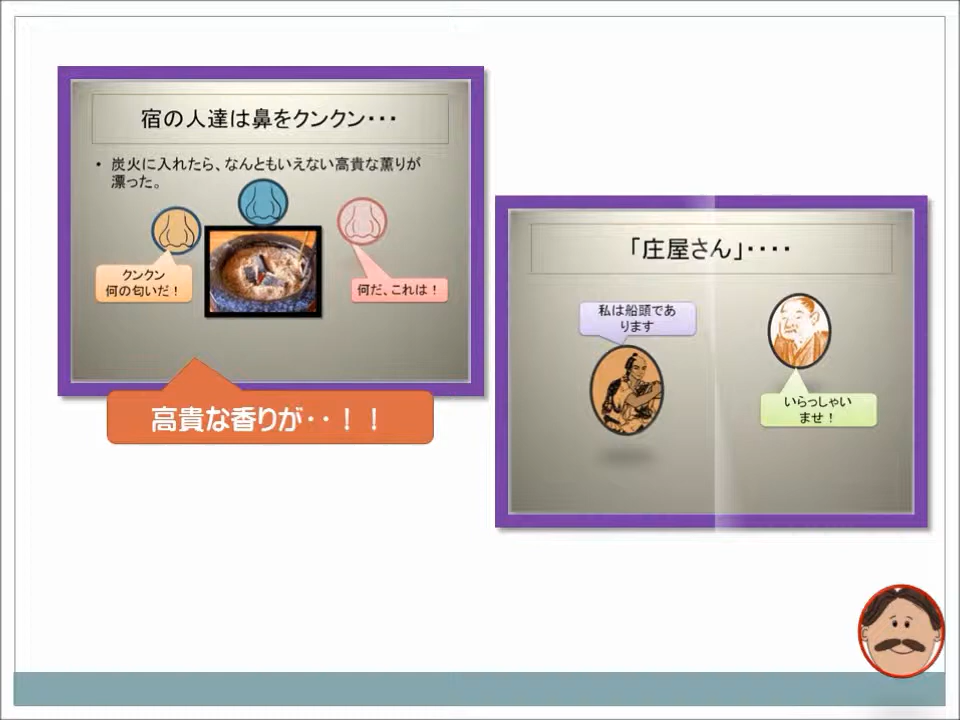 宿の人達は鼻をクンクン・・・
• 炭火に入れたら、なんともいえない高貴な薫りが
漂った。
クンクン
何の匂いだ！
何だ、これは！
高貴な香りが‥！！
「庄屋さん」‥‥
私は船頭であ
ります
いらっしゃい
ませ！